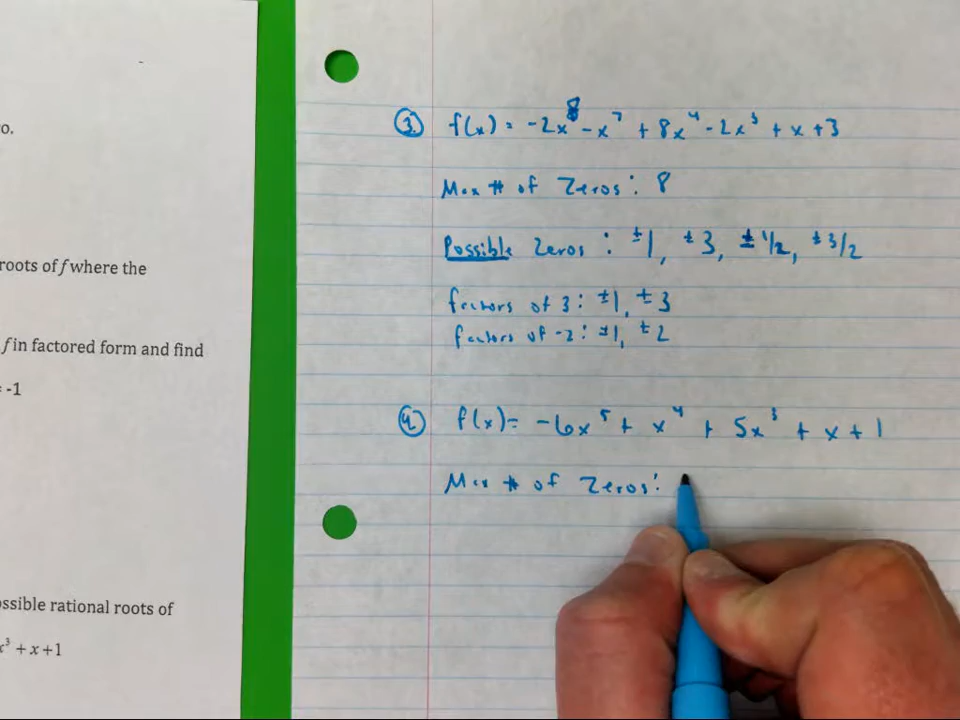 o.
roots of f where the
f in factored form and find
= -1
ossible rational roots of
x³ + x + 1
③ f(x) = -2x⁸ - x⁷ + 8x⁴ - 2x³ + x + 3
Max # of Zeros: 8
Possible Zeros: ±1, ±3, ±1/2, ±3/2
factors of 3: ±1, ±3
factors of -2: ±1, ±2
④ f(x) = -6x⁵ + x⁴ + 5x³ + x + 1
Max # of Zeros: